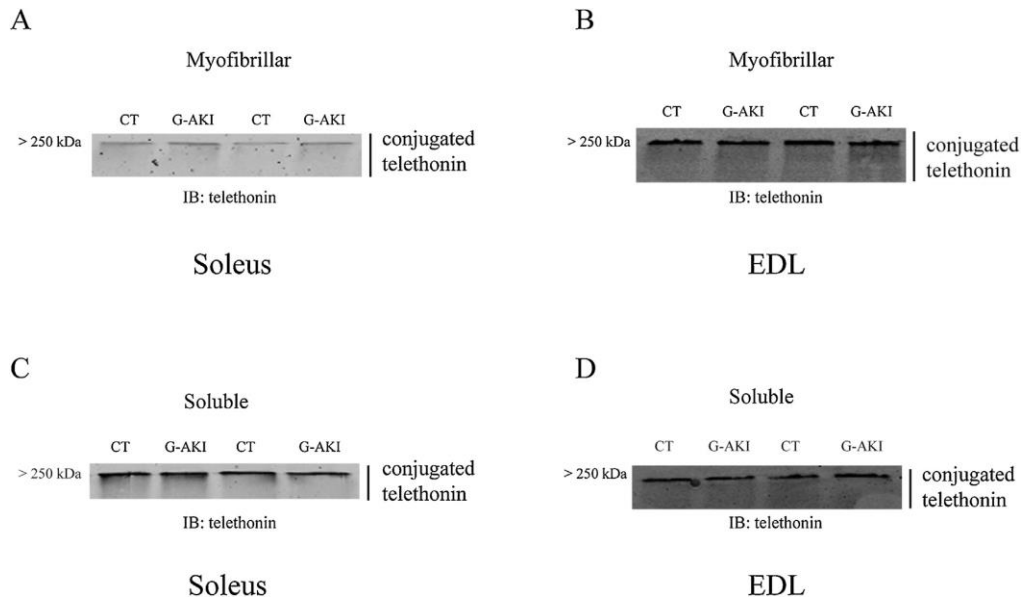 A
Myofibrillar
CT G-AKI CT G-AKI
> 250 kDa
conjugated
telethonin
IB: telethonin
Soleus
B
Myofibrillar
CT G-AKI CT G-AKI
> 250 kDa
conjugated
telethonin
IB: telethonin
EDL
C
Soluble
CT G-AKI CT G-AKI
> 250 kDa
conjugated
telethonin
IB: telethonin
Soleus
D
Soluble
CT G-AKI CT G-AKI
> 250 kDa
conjugated
telethonin
IB: telethonin
EDL